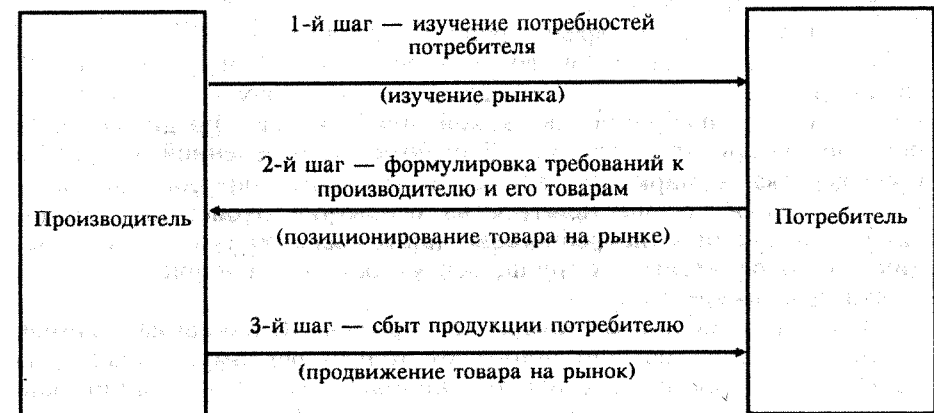 1-й шаг — изучение потребностей
потребителя
(изучение рынка)
2-й шаг — формулировка требований к
производителю и его товарам
Производитель
Потребитель
(позиционирование товара на рынке)
3-й шаг — сбыт продукции потребителю
(продвижение товара на рынок)